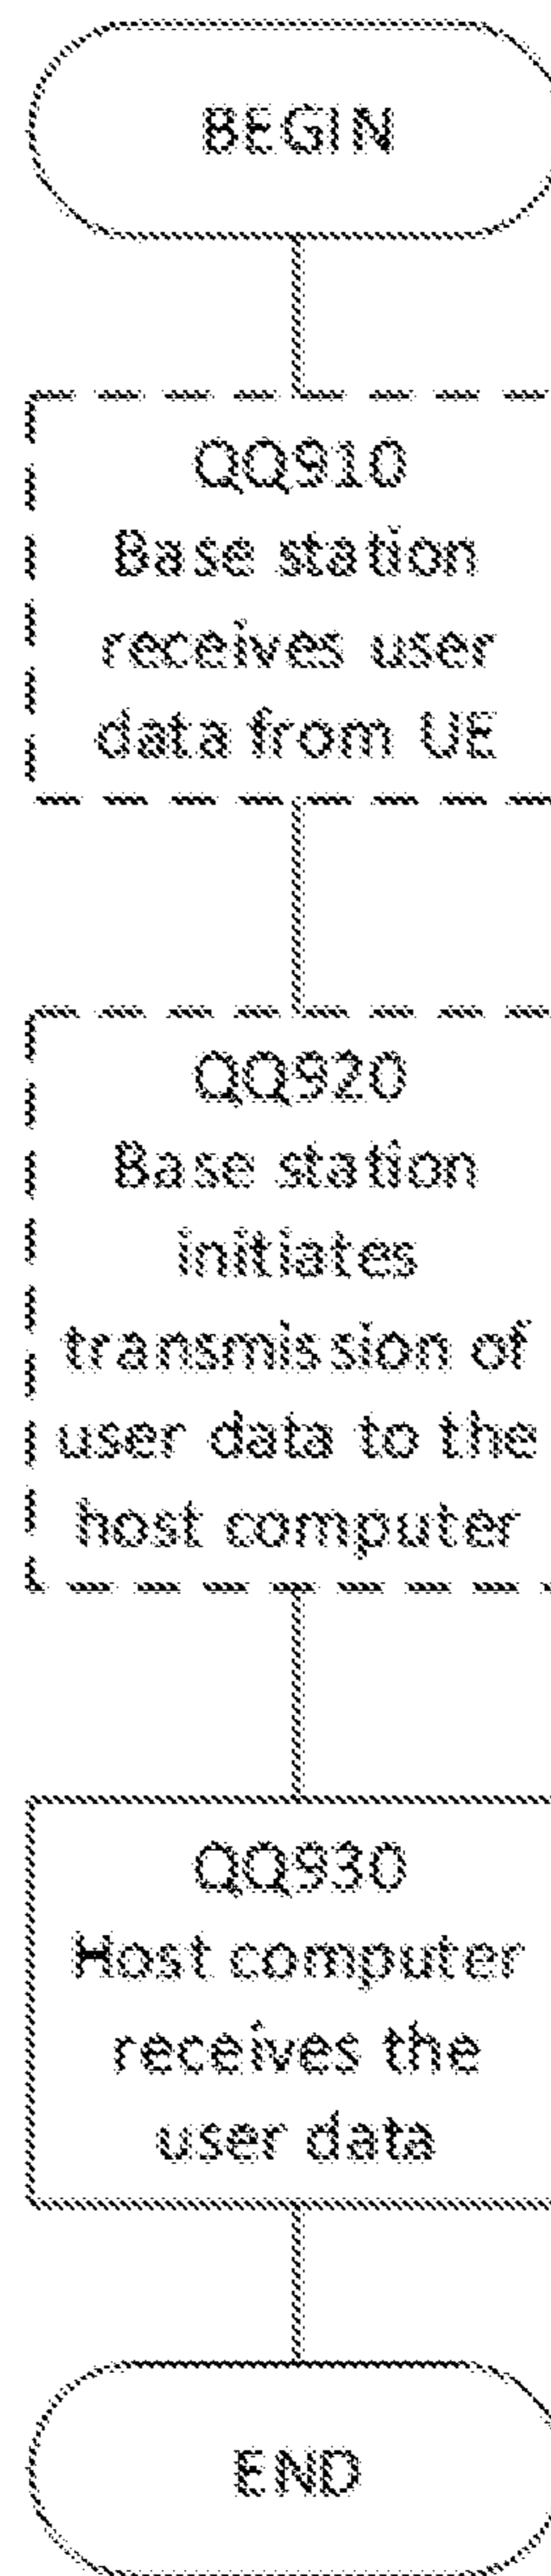 BEGIN
QQ910
Base station
receives user
data from UE
QQ920
Base station
initiates
transmission of
user data to the
host computer
QQ930
Host computer
receives the
user data
END